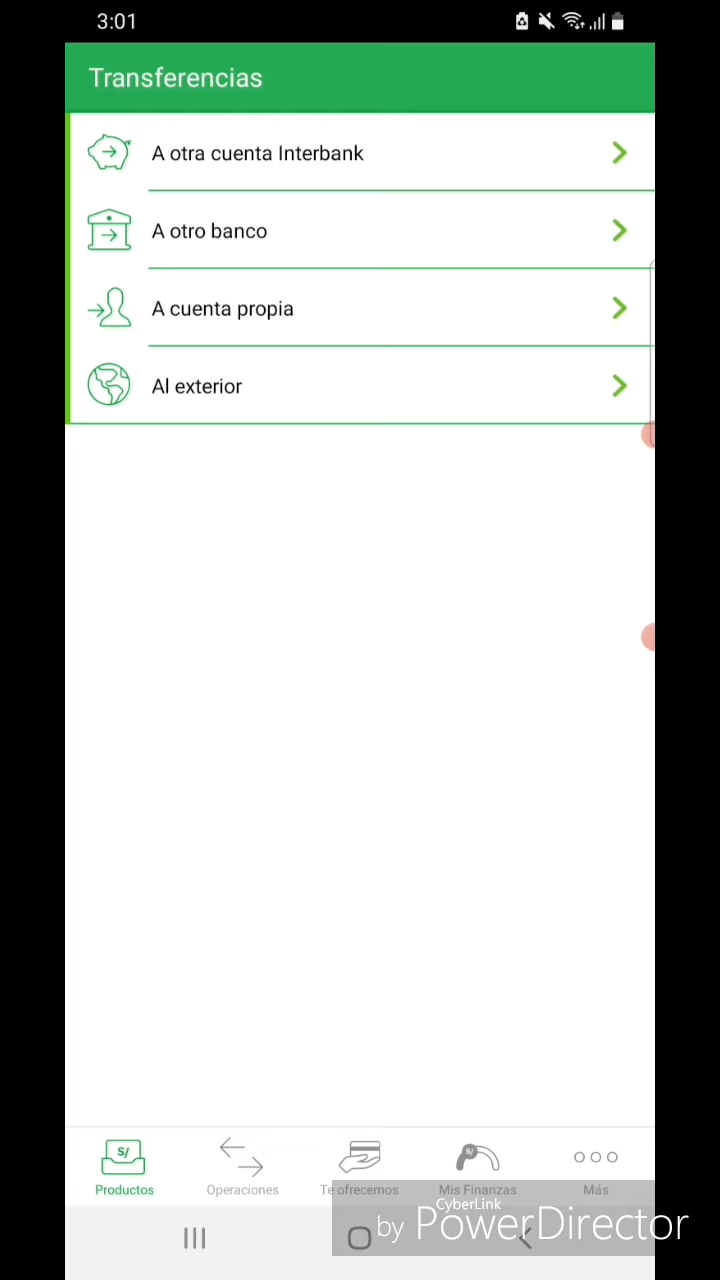 3:01
Transferencias
A otra cuenta Interbank
A otro banco
A cuenta propia
Al exterior
S/
S/
Productos
Operaciones
Te ofrecemos
Mis Finanzas
Más
CyberLink
by PowerDirector